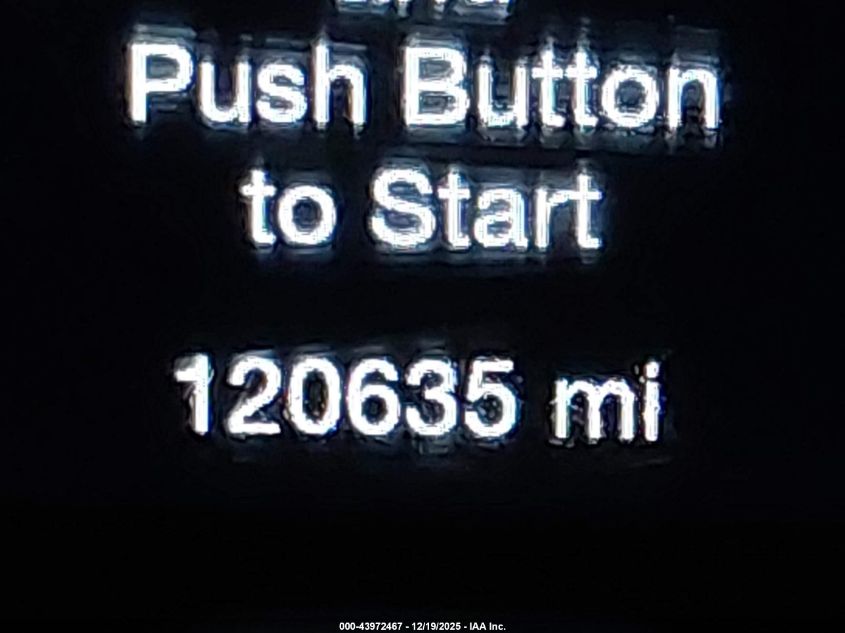 Push Button
to Start
120635 mi
000-43972467 - 12/19/2025 - IAA Inc.